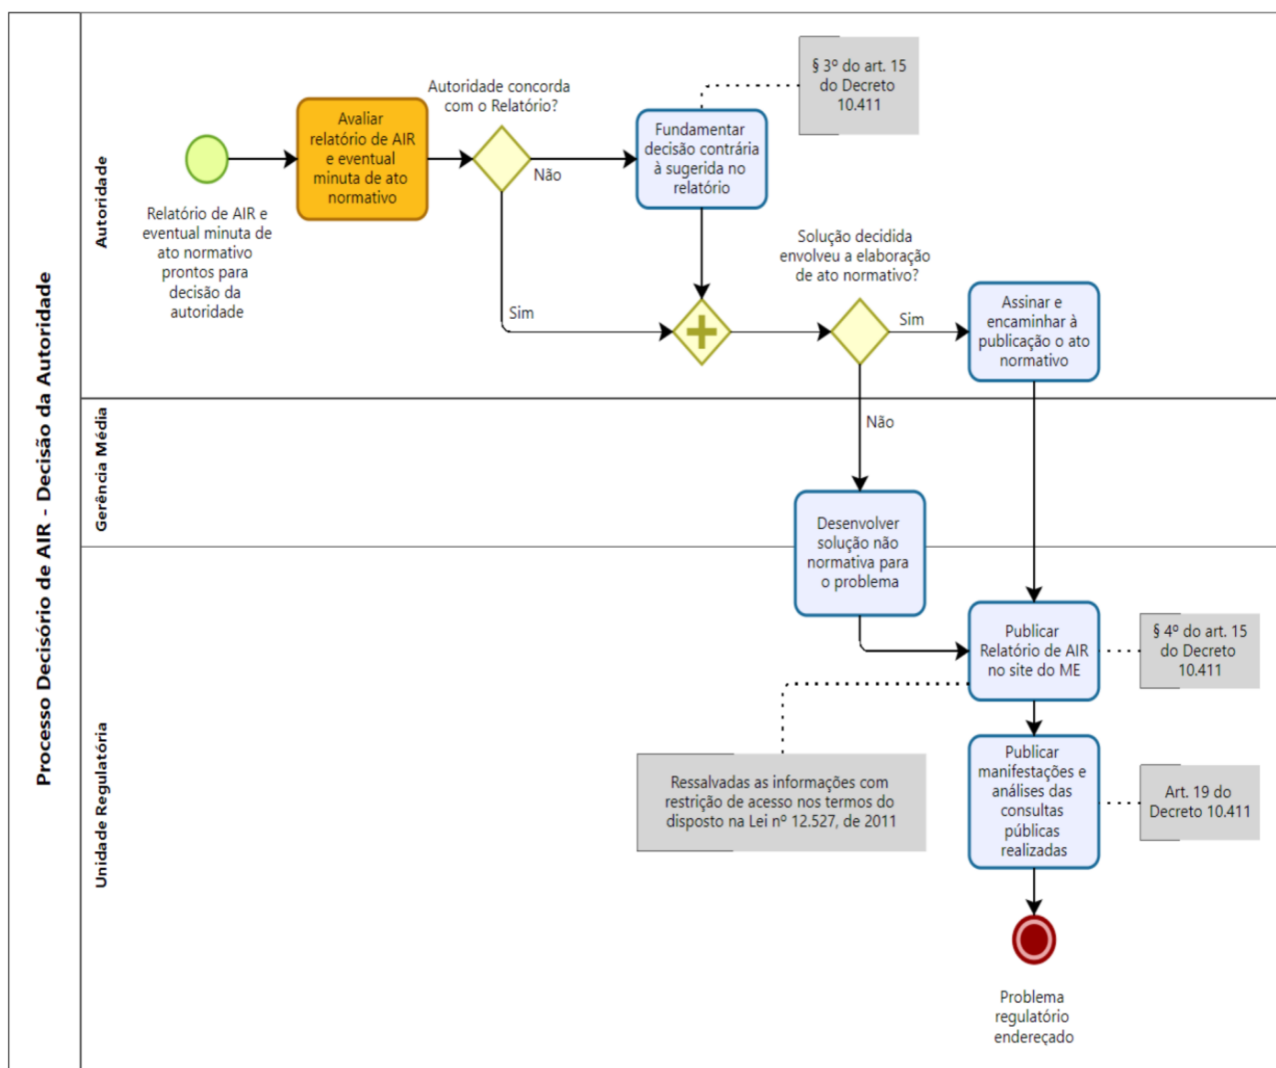 Processo Decisório de AIR - Decisão da Autoridade
Autoridade
Relatório de AIR e
eventual minuta de
ato normativo
prontos para
decisão da
autoridade
Avaliar
relatório de AIR
e eventual
minuta de ato
normativo
Autoridade concorda
com o Relatório?
Não
Sim
Fundamentar
decisão contrária
à sugerida no
relatório
§ 3º do art. 15
do Decreto
10.411
Solução decidida
envolveu a elaboração
de ato normativo?
Sim
Não
Assinar e
encaminhar à
publicação o ato
normativo
Gerência Média
Desenvolver
solução não
normativa para
o problema
Unidade Regulatória
Publicar
Relatório de AIR
no site do ME
§ 4º do art. 15
do Decreto
10.411
Ressalvadas as informações com
restrição de acesso nos termos do
disposto na Lei nº 12.527, de 2011
Publicar
manifestações e
análises das
consultas
públicas
realizadas
Art. 19 do
Decreto 10.411
Problema
regulatório
endereçado